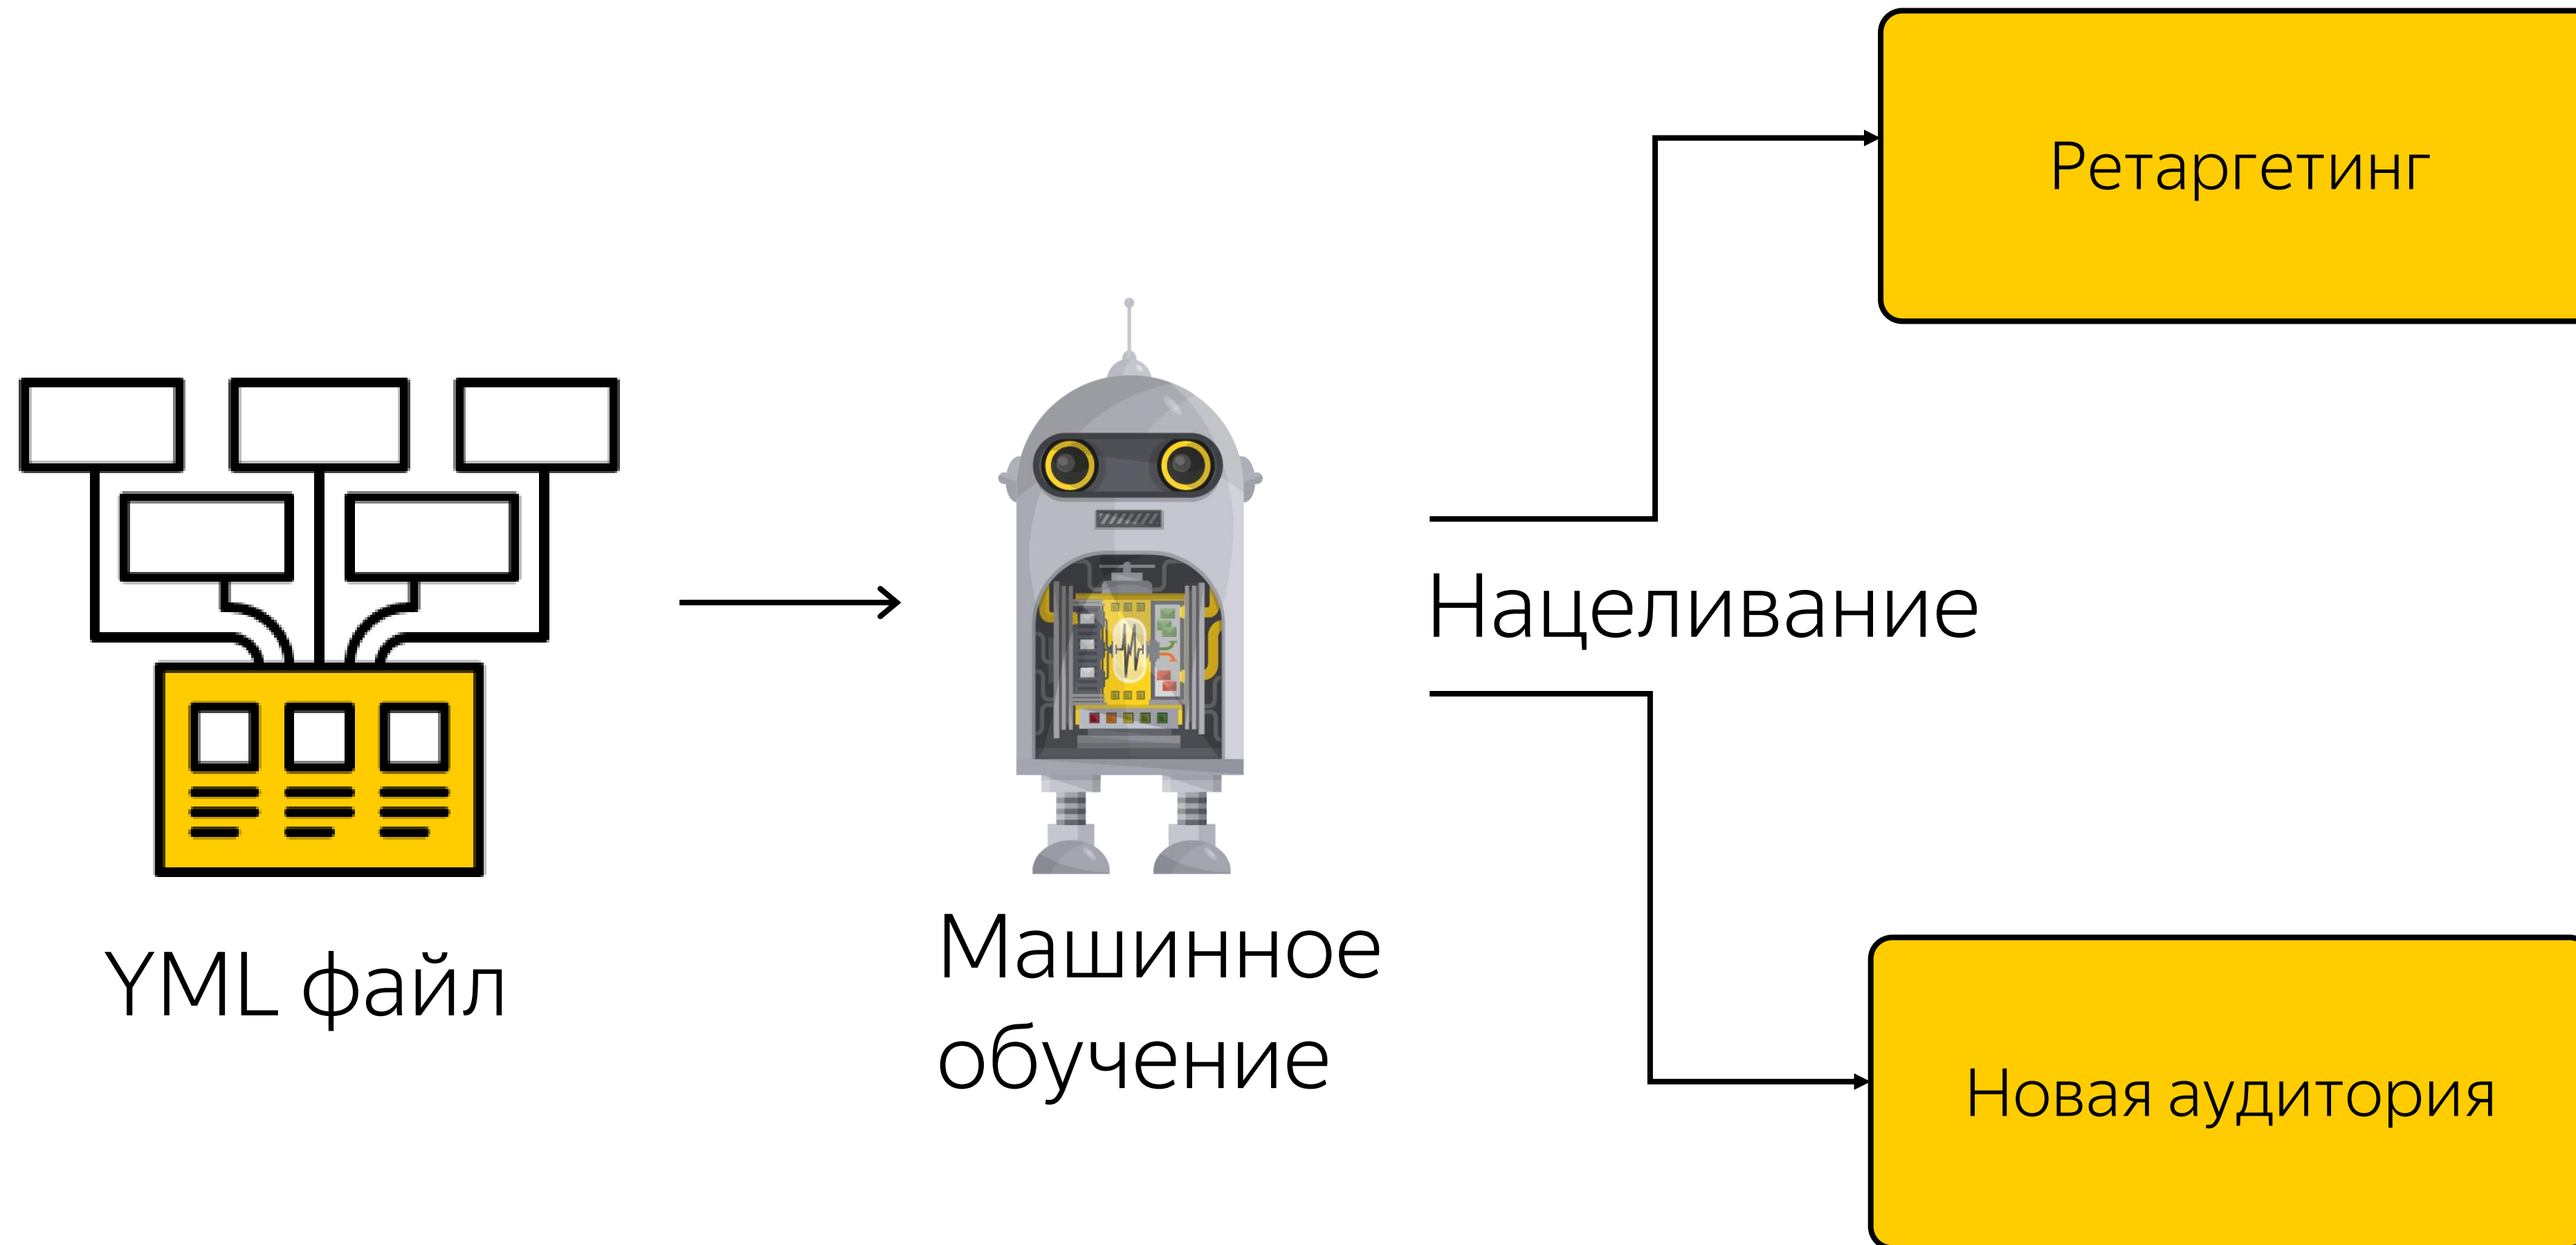 YML файл
Машинное
обучение
Нацеливание
Ретаргетинг
Новая аудитория